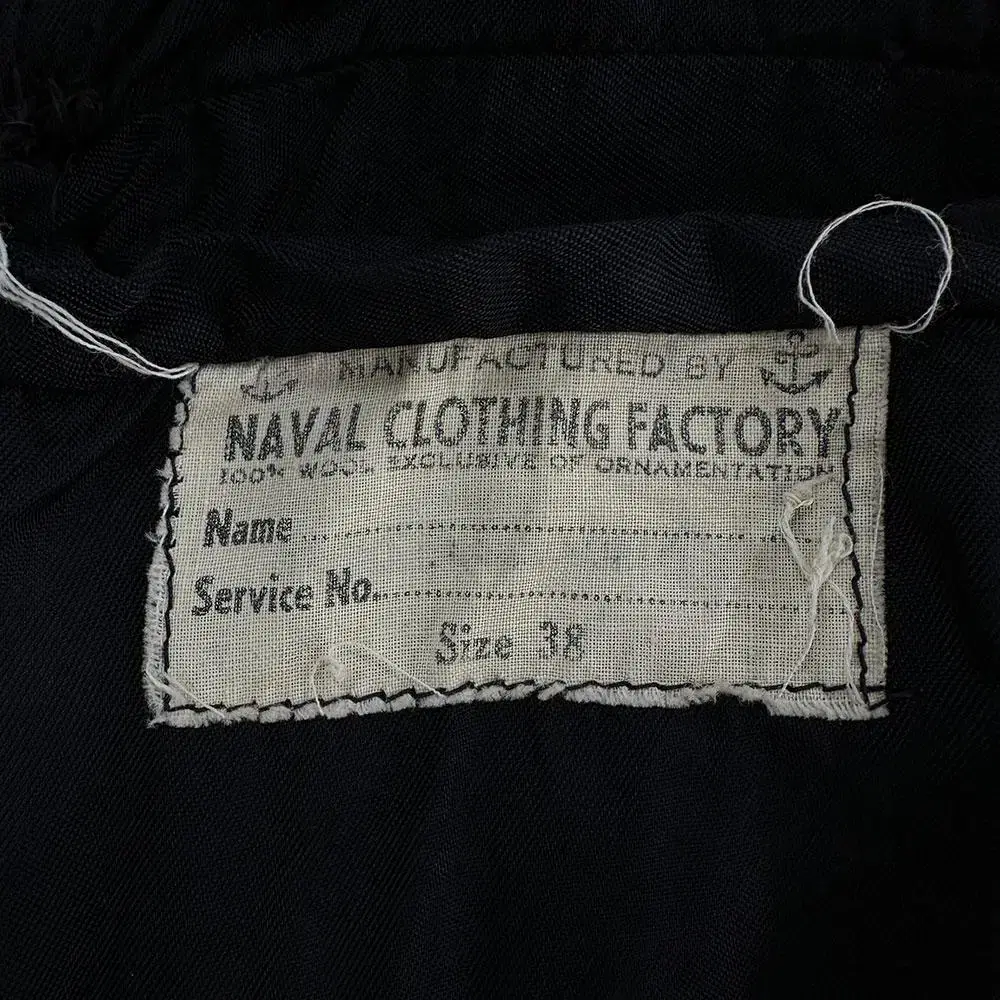 MANUFACTURED BY
NAVAL CLOTHING FACTORY
100% WOOL EXCLUSIVE OF ORNAMENTATION
Name ........................................
Service No. ........................................
Size 38